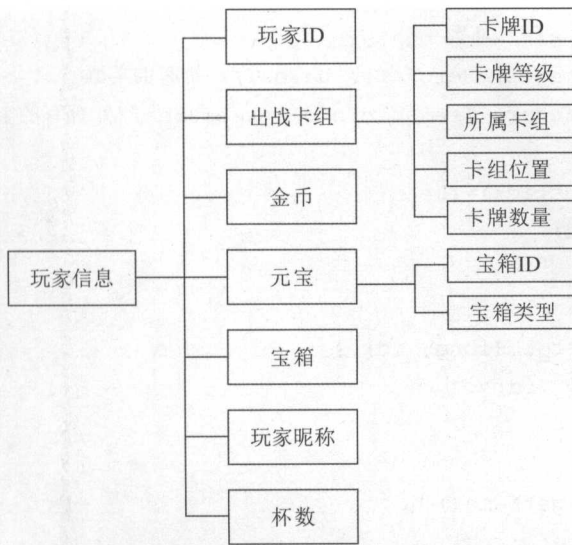 玩家信息
玩家ID
出战卡组
金币
元宝
宝箱
玩家昵称
杯数
卡牌ID
卡牌等级
所属卡组
卡组位置
卡牌数量
宝箱ID
宝箱类型